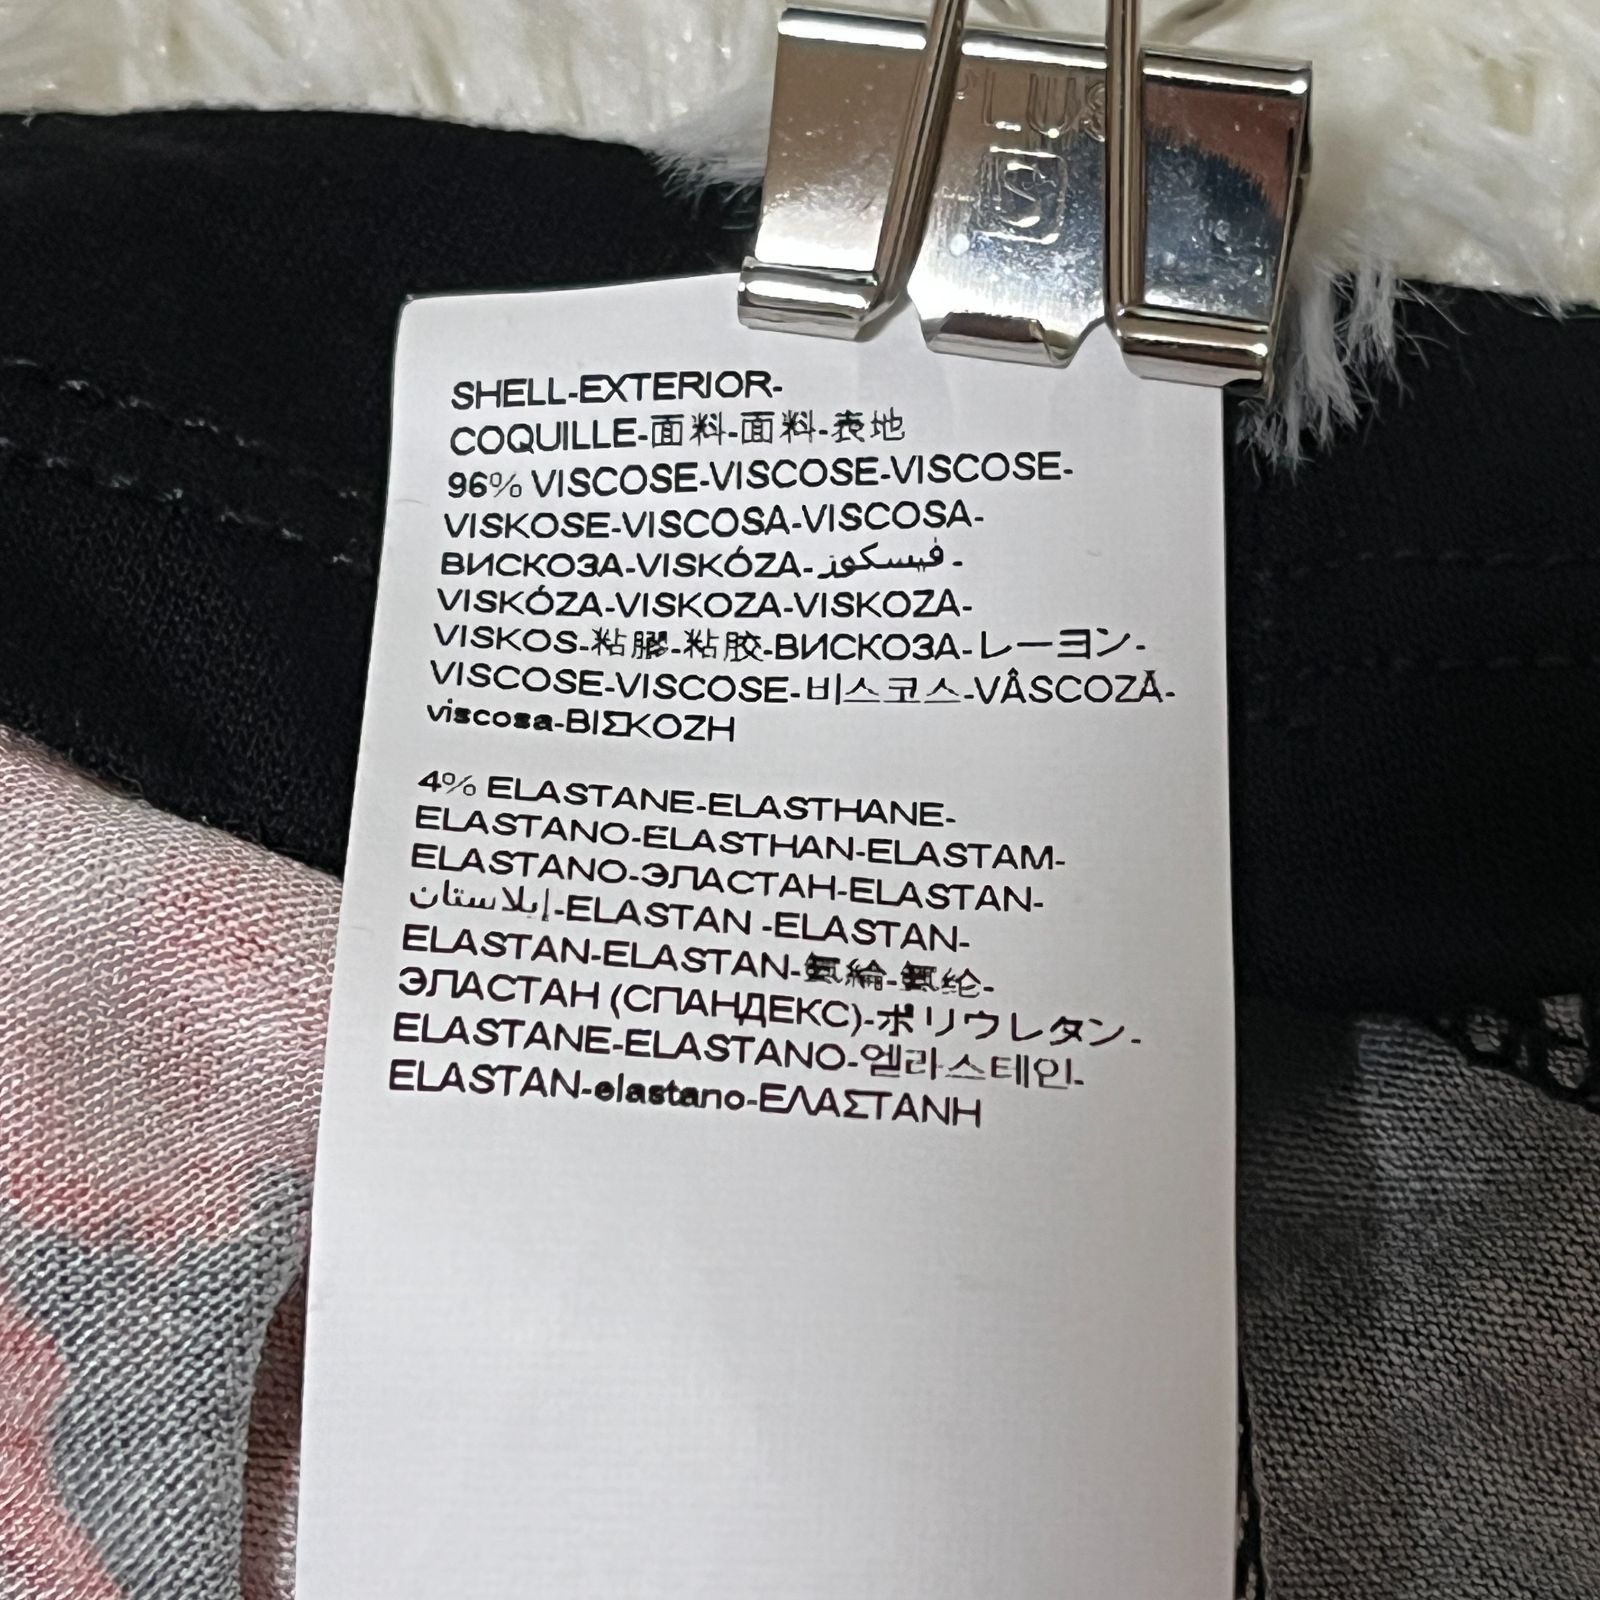 PLUS
S
SHELL-EXTERIOR-
COQUILLE-面料-面料-表地
96% VISCOSE-VISCOSE-VISCOSE-
VISKOSE-VISCOSA-VISCOSA-
ВИСКОЗА-VISKÓZA-فيسكوز-
VISKÓZA-VISKOZA-VISKOZA-
VISKOS-粘膠-粘胶-ВИСКОЗА-レーヨン-
VISCOSE-VISCOSE-비스코스-VÂSCOZĂ-
viscosa-ΒΙΣΚΟΖΗ
4% ELASTANE-ELASTHANE-
ELASTANO-ELASTHAN-ELASTAM-
ELASTANO-ЭЛАСТАН-ELASTAN-
إيلاستان-ELASTAN -ELASTAN-
ELASTAN-ELASTAN-氨綸-氨纶-
ЭЛАСТАН (СПАНДЕКС)-ポリウレタン-
ELASTANE-ELASTANO-엘라스테인-
ELASTAN-elastano-ΕΛΑΣΤΑΝΗ